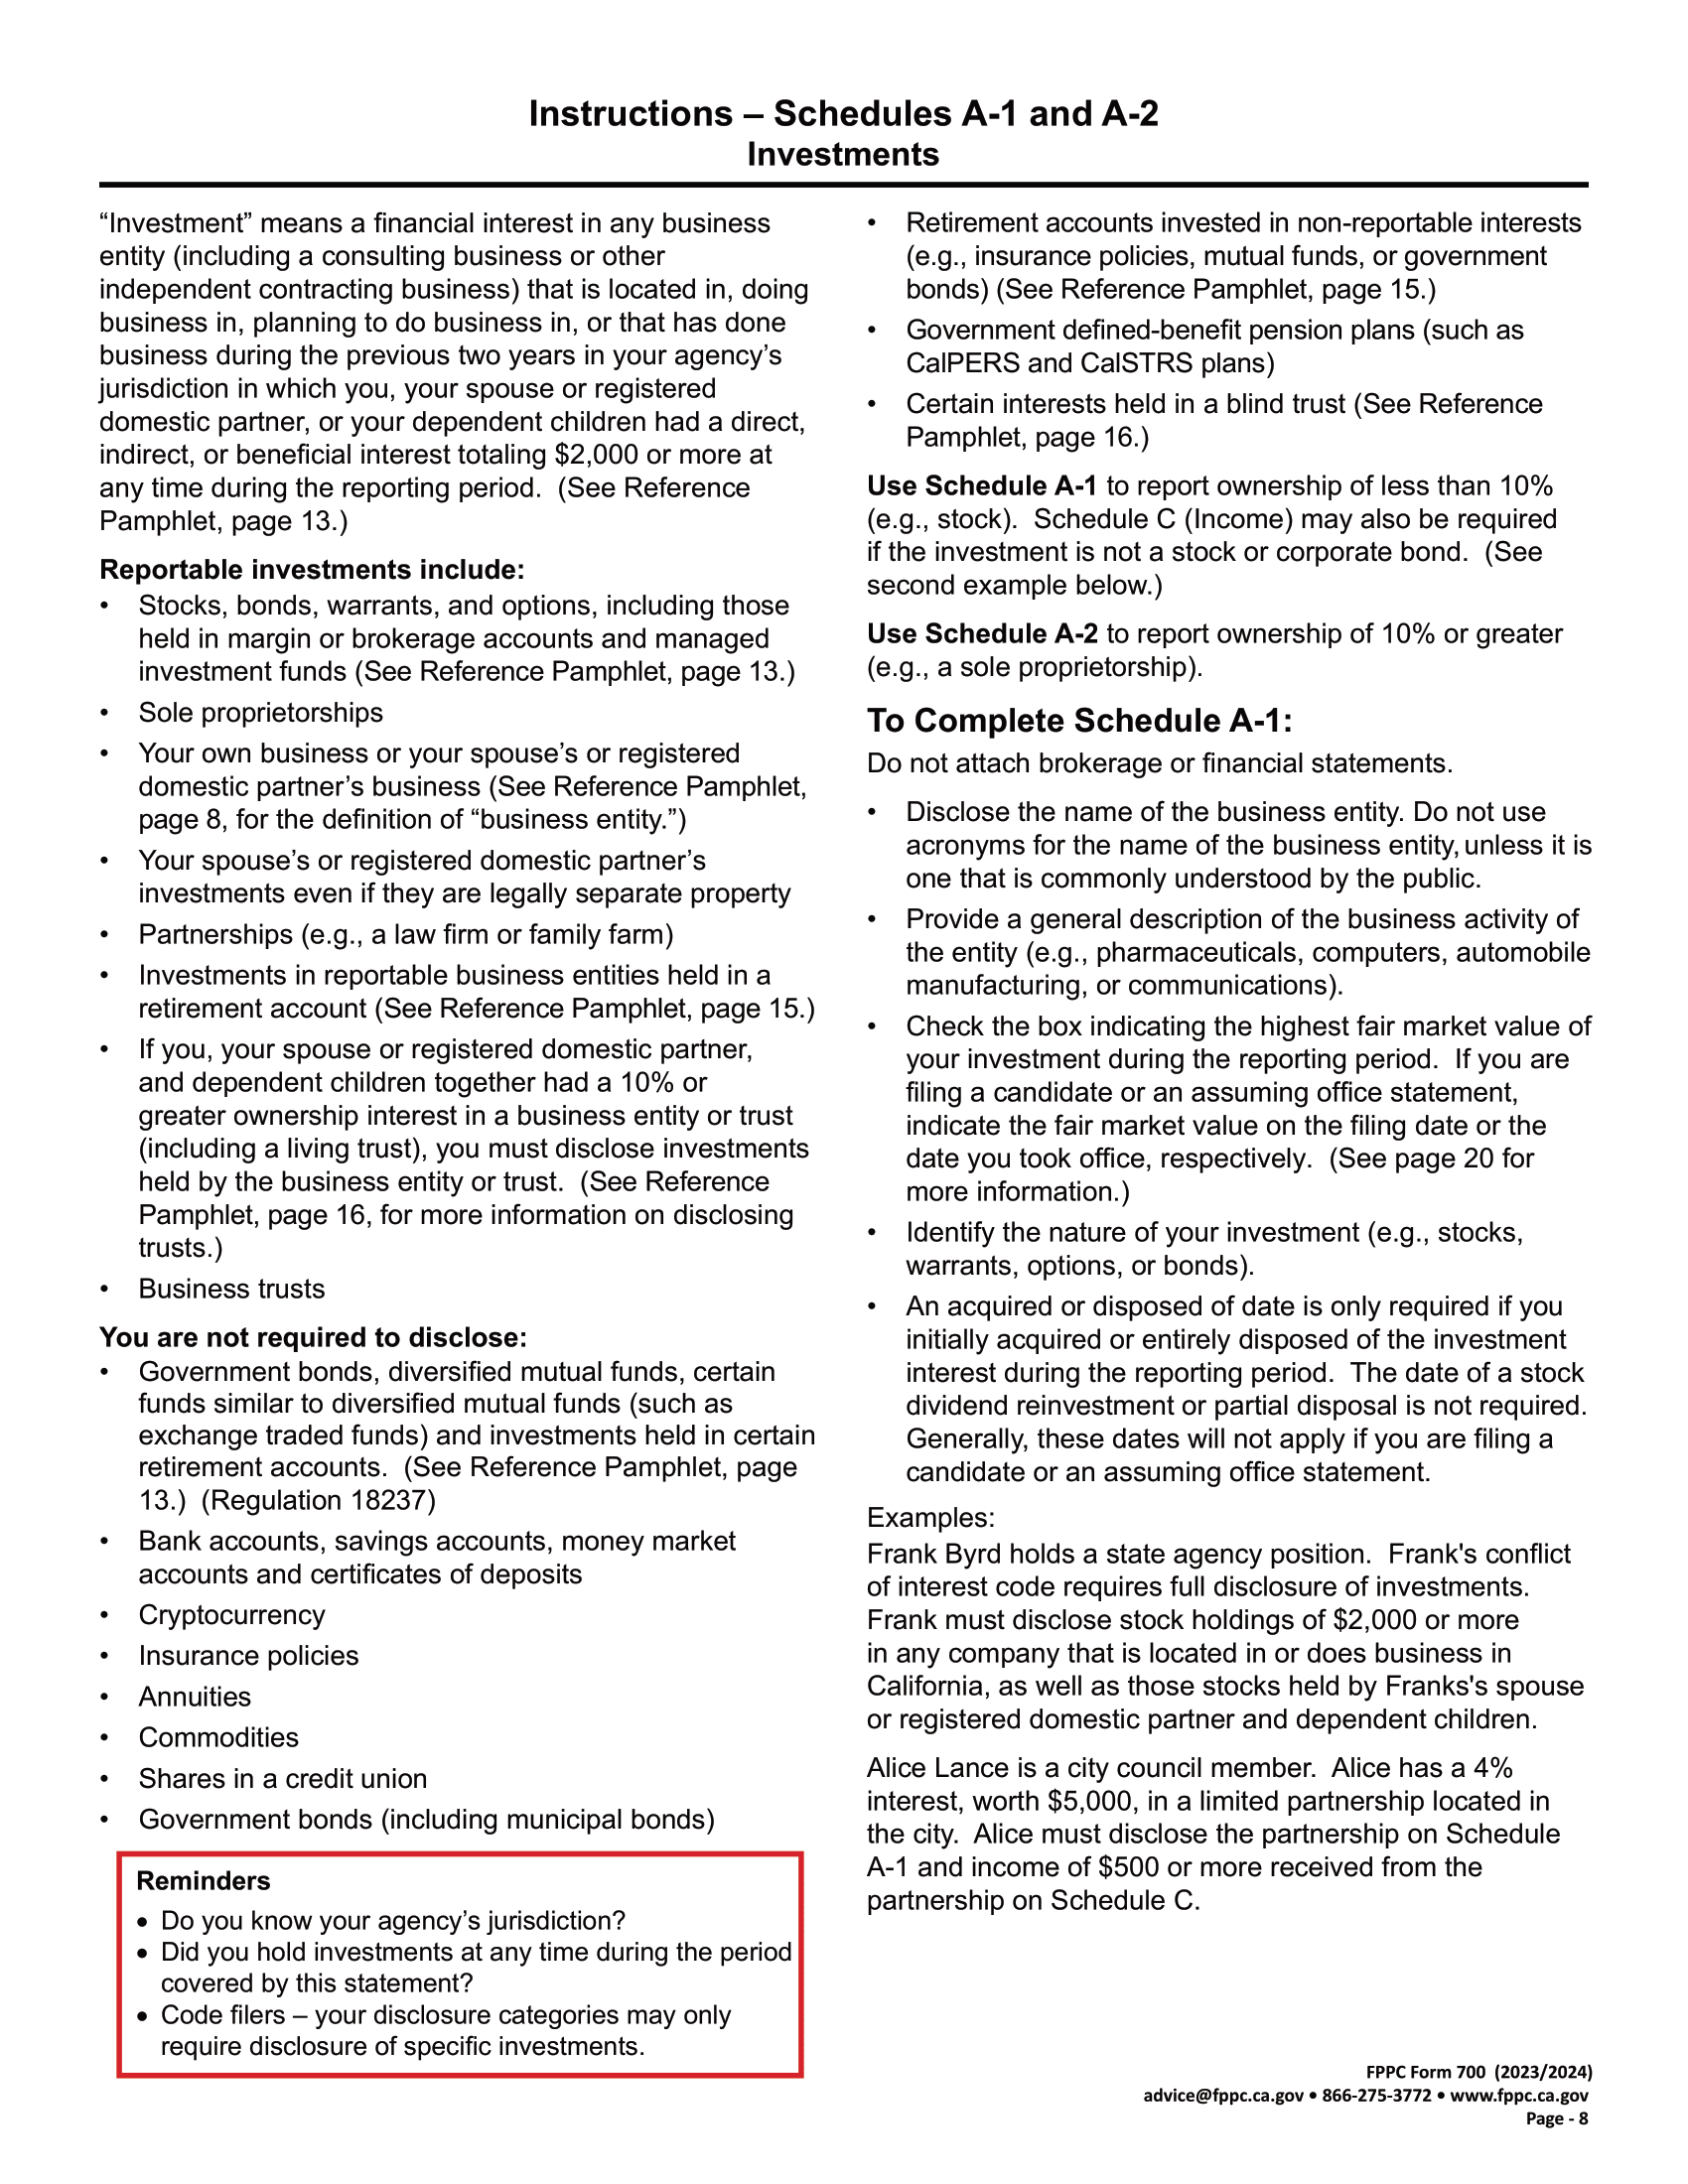 Instructions – Schedules A-1 and A-2
Investments
“Investment” means a financial interest in any business
entity (including a consulting business or other
independent contracting business) that is located in, doing
business in, planning to do business in, or that has done
business during the previous two years in your agency’s
jurisdiction in which you, your spouse or registered
domestic partner, or your dependent children had a direct,
indirect, or beneficial interest totaling $2,000 or more at
any time during the reporting period.  (See Reference
Pamphlet, page 13.)
Reportable investments include:
• Stocks, bonds, warrants, and options, including those
held in margin or brokerage accounts and managed
investment funds (See Reference Pamphlet, page 13.)
• Sole proprietorships
• Your own business or your spouse’s or registered
domestic partner’s business (See Reference Pamphlet,
page 8, for the definition of “business entity.”)
• Your spouse’s or registered domestic partner’s
investments even if they are legally separate property
• Partnerships (e.g., a law firm or family farm)
• Investments in reportable business entities held in a
retirement account (See Reference Pamphlet, page 15.)
• If you, your spouse or registered domestic partner,
and dependent children together had a 10% or
greater ownership interest in a business entity or trust
(including a living trust), you must disclose investments
held by the business entity or trust.  (See Reference
Pamphlet, page 16, for more information on disclosing
trusts.)
• Business trusts
You are not required to disclose:
• Government bonds, diversified mutual funds, certain
funds similar to diversified mutual funds (such as
exchange traded funds) and investments held in certain
retirement accounts.  (See Reference Pamphlet, page
13.)  (Regulation 18237)
• Bank accounts, savings accounts, money market
accounts and certificates of deposits
• Cryptocurrency
• Insurance policies
• Annuities
• Commodities
• Shares in a credit union
• Government bonds (including municipal bonds)
Reminders
• Do you know your agency’s jurisdiction?
• Did you hold investments at any time during the period
covered by this statement?
• Code filers – your disclosure categories may only
require disclosure of specific investments.
• Retirement accounts invested in non-reportable interests
(e.g., insurance policies, mutual funds, or government
bonds) (See Reference Pamphlet, page 15.)
• Government defined-benefit pension plans (such as
CalPERS and CalSTRS plans)
• Certain interests held in a blind trust (See Reference
Pamphlet, page 16.)
Use Schedule A-1 to report ownership of less than 10%
(e.g., stock).  Schedule C (Income) may also be required
if the investment is not a stock or corporate bond.  (See
second example below.)
Use Schedule A-2 to report ownership of 10% or greater
(e.g., a sole proprietorship).
To Complete Schedule A-1:
Do not attach brokerage or financial statements.
• Disclose the name of the business entity. Do not use
acronyms for the name of the business entity, unless it is
one that is commonly understood by the public.
• Provide a general description of the business activity of
the entity (e.g., pharmaceuticals, computers, automobile
manufacturing, or communications).
• Check the box indicating the highest fair market value of
your investment during the reporting period.  If you are
filing a candidate or an assuming office statement,
indicate the fair market value on the filing date or the
date you took office, respectively.  (See page 20 for
more information.)
• Identify the nature of your investment (e.g., stocks,
warrants, options, or bonds).
• An acquired or disposed of date is only required if you
initially acquired or entirely disposed of the investment
interest during the reporting period.  The date of a stock
dividend reinvestment or partial disposal is not required.
Generally, these dates will not apply if you are filing a
candidate or an assuming office statement.
Examples:
Frank Byrd holds a state agency position.  Frank's conflict
of interest code requires full disclosure of investments.
Frank must disclose stock holdings of $2,000 or more
in any company that is located in or does business in
California, as well as those stocks held by Franks's spouse
or registered domestic partner and dependent children.
Alice Lance is a city council member.  Alice has a 4%
interest, worth $5,000, in a limited partnership located in
the city.  Alice must disclose the partnership on Schedule
A-1 and income of $500 or more received from the
partnership on Schedule C.
FPPC Form 700  (2023/2024)
advice@fppc.ca.gov • 866-275-3772 • www.fppc.ca.gov
Page - 8